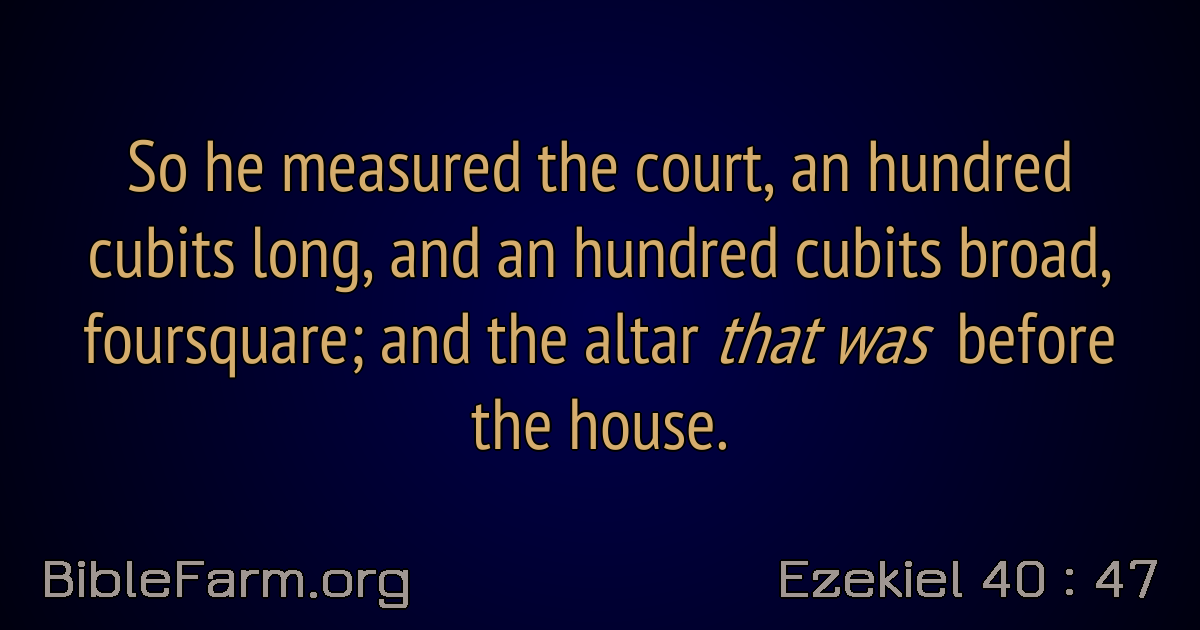 So he measured the court, an hundred
cubits long, and an hundred cubits broad,
foursquare; and the altar that was before
the house.
BibleFarm.org
Ezekiel 40 : 47